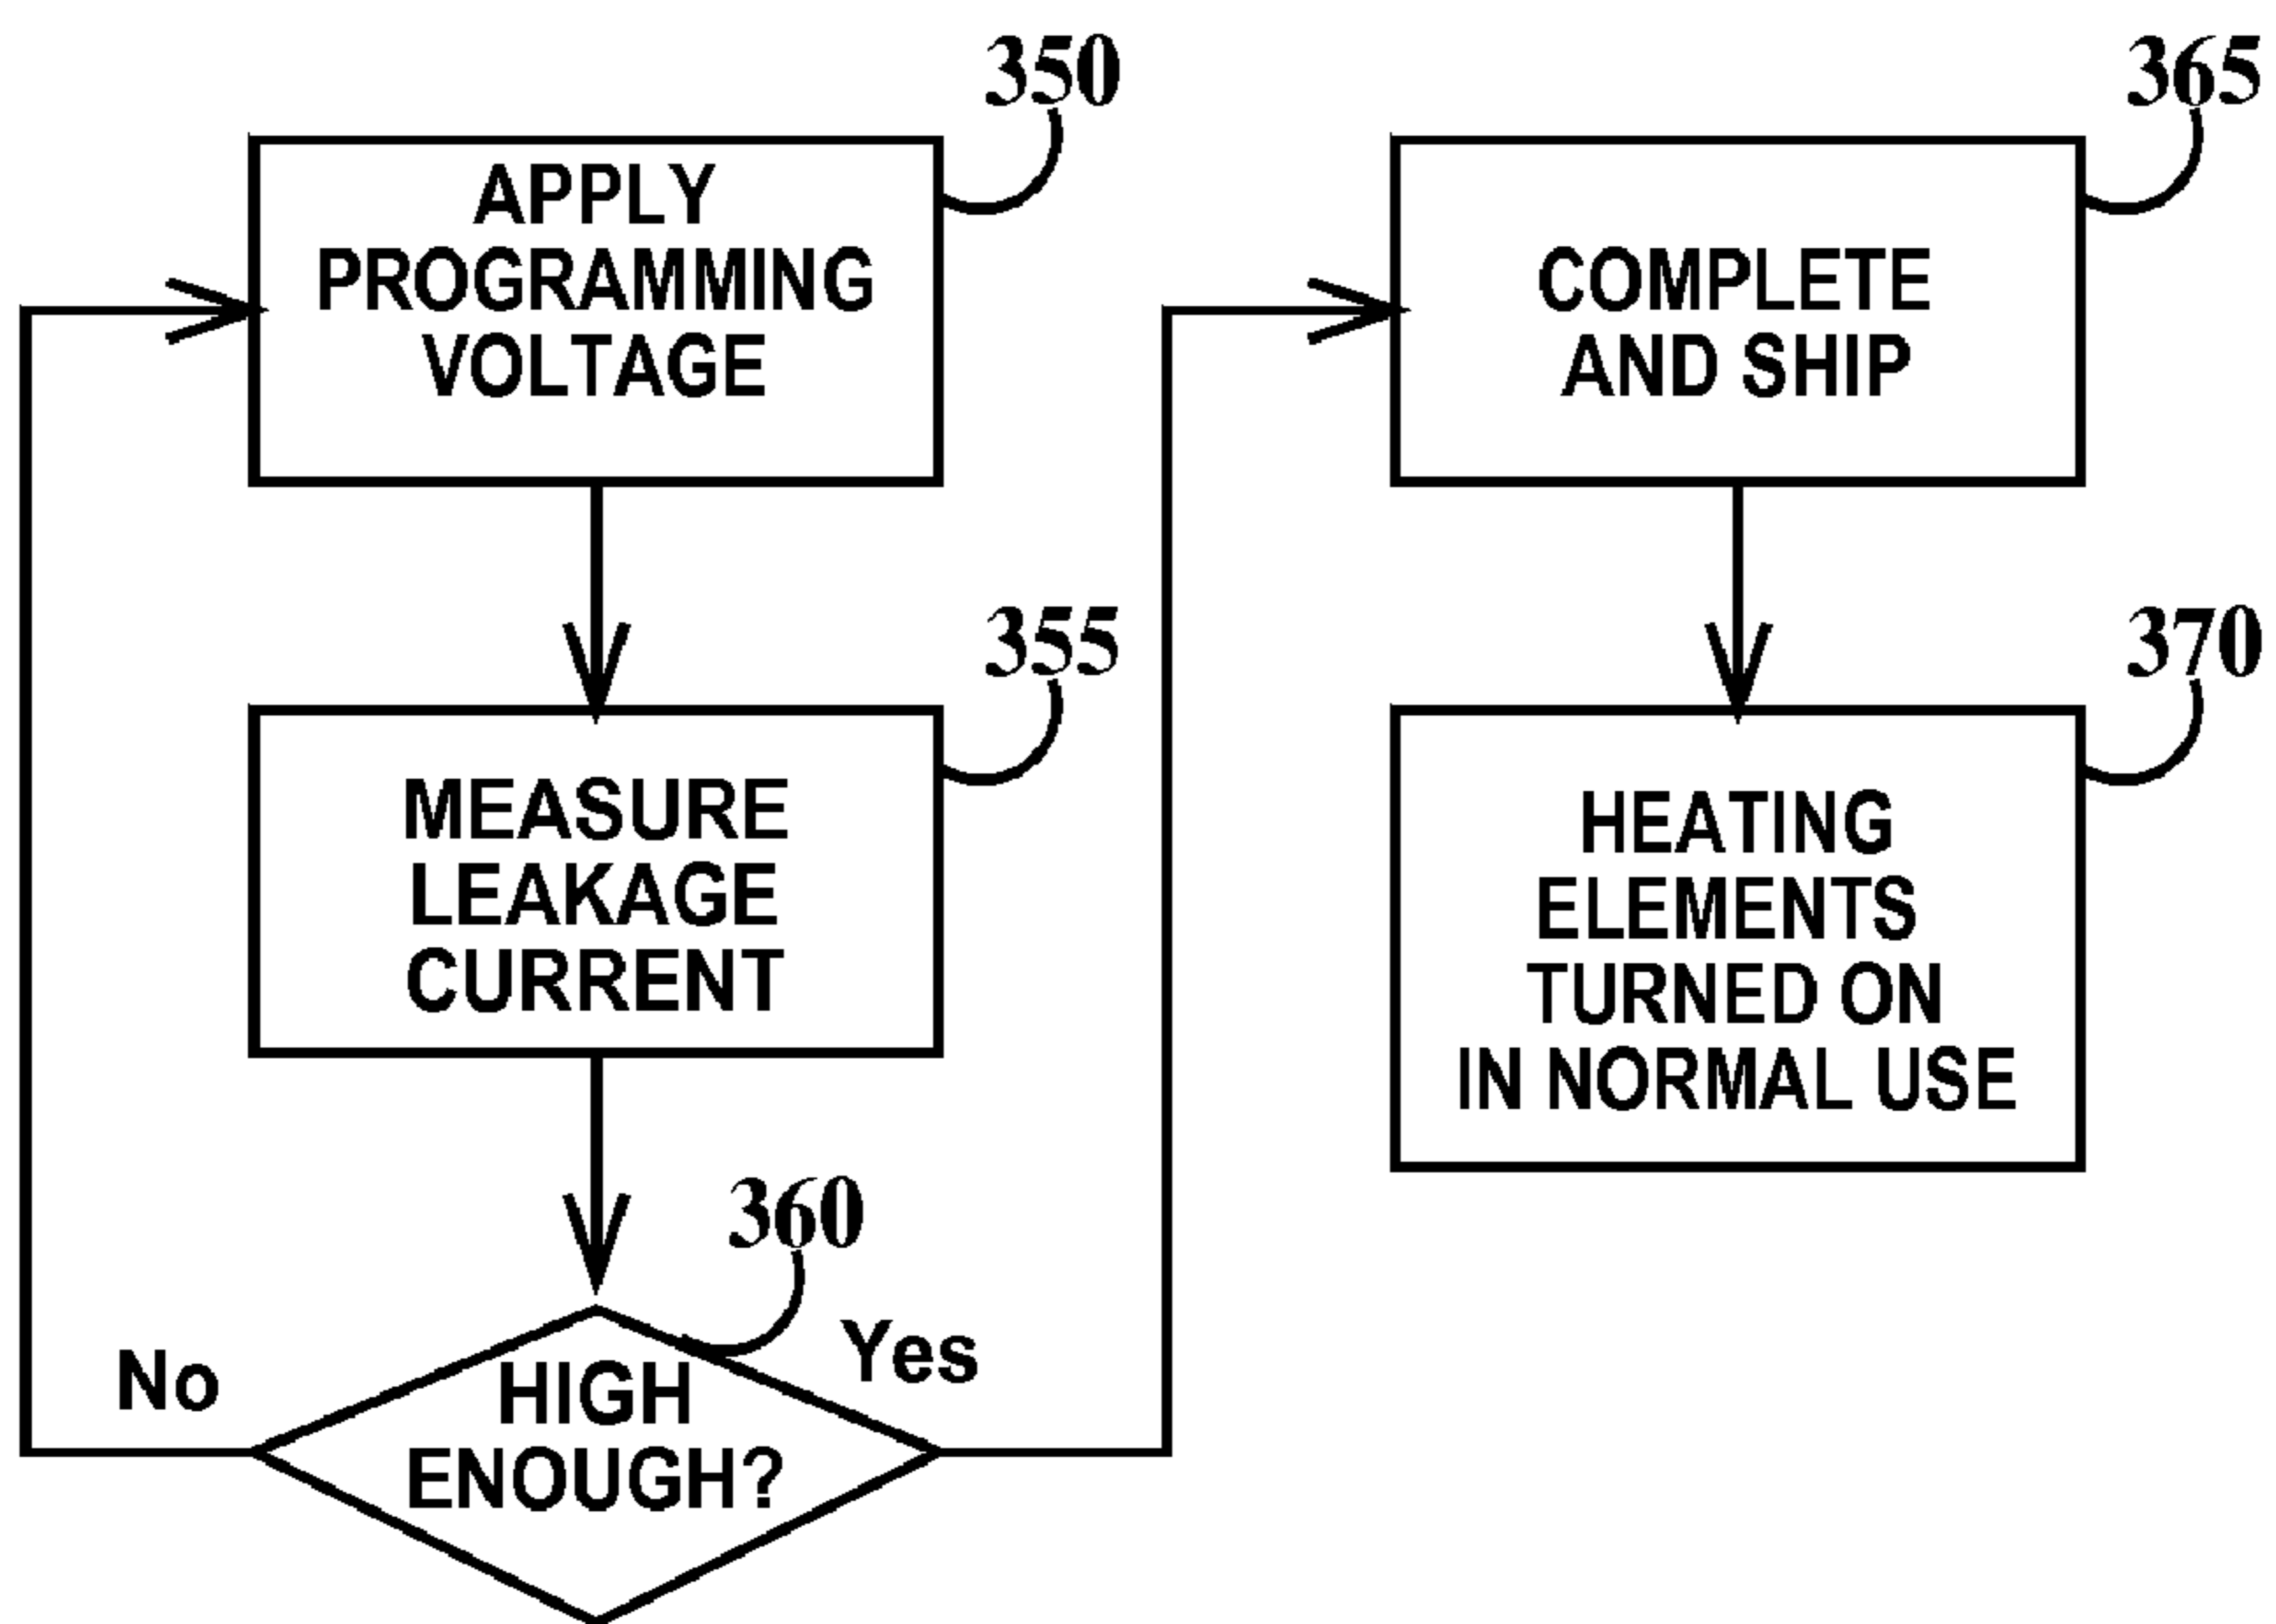 350
APPLY
PROGRAMMING
VOLTAGE
355
MEASURE
LEAKAGE
CURRENT
360
No
Yes
HIGH
ENOUGH?
365
COMPLETE
AND SHIP
370
HEATING
ELEMENTS
TURNED ON
IN NORMAL USE